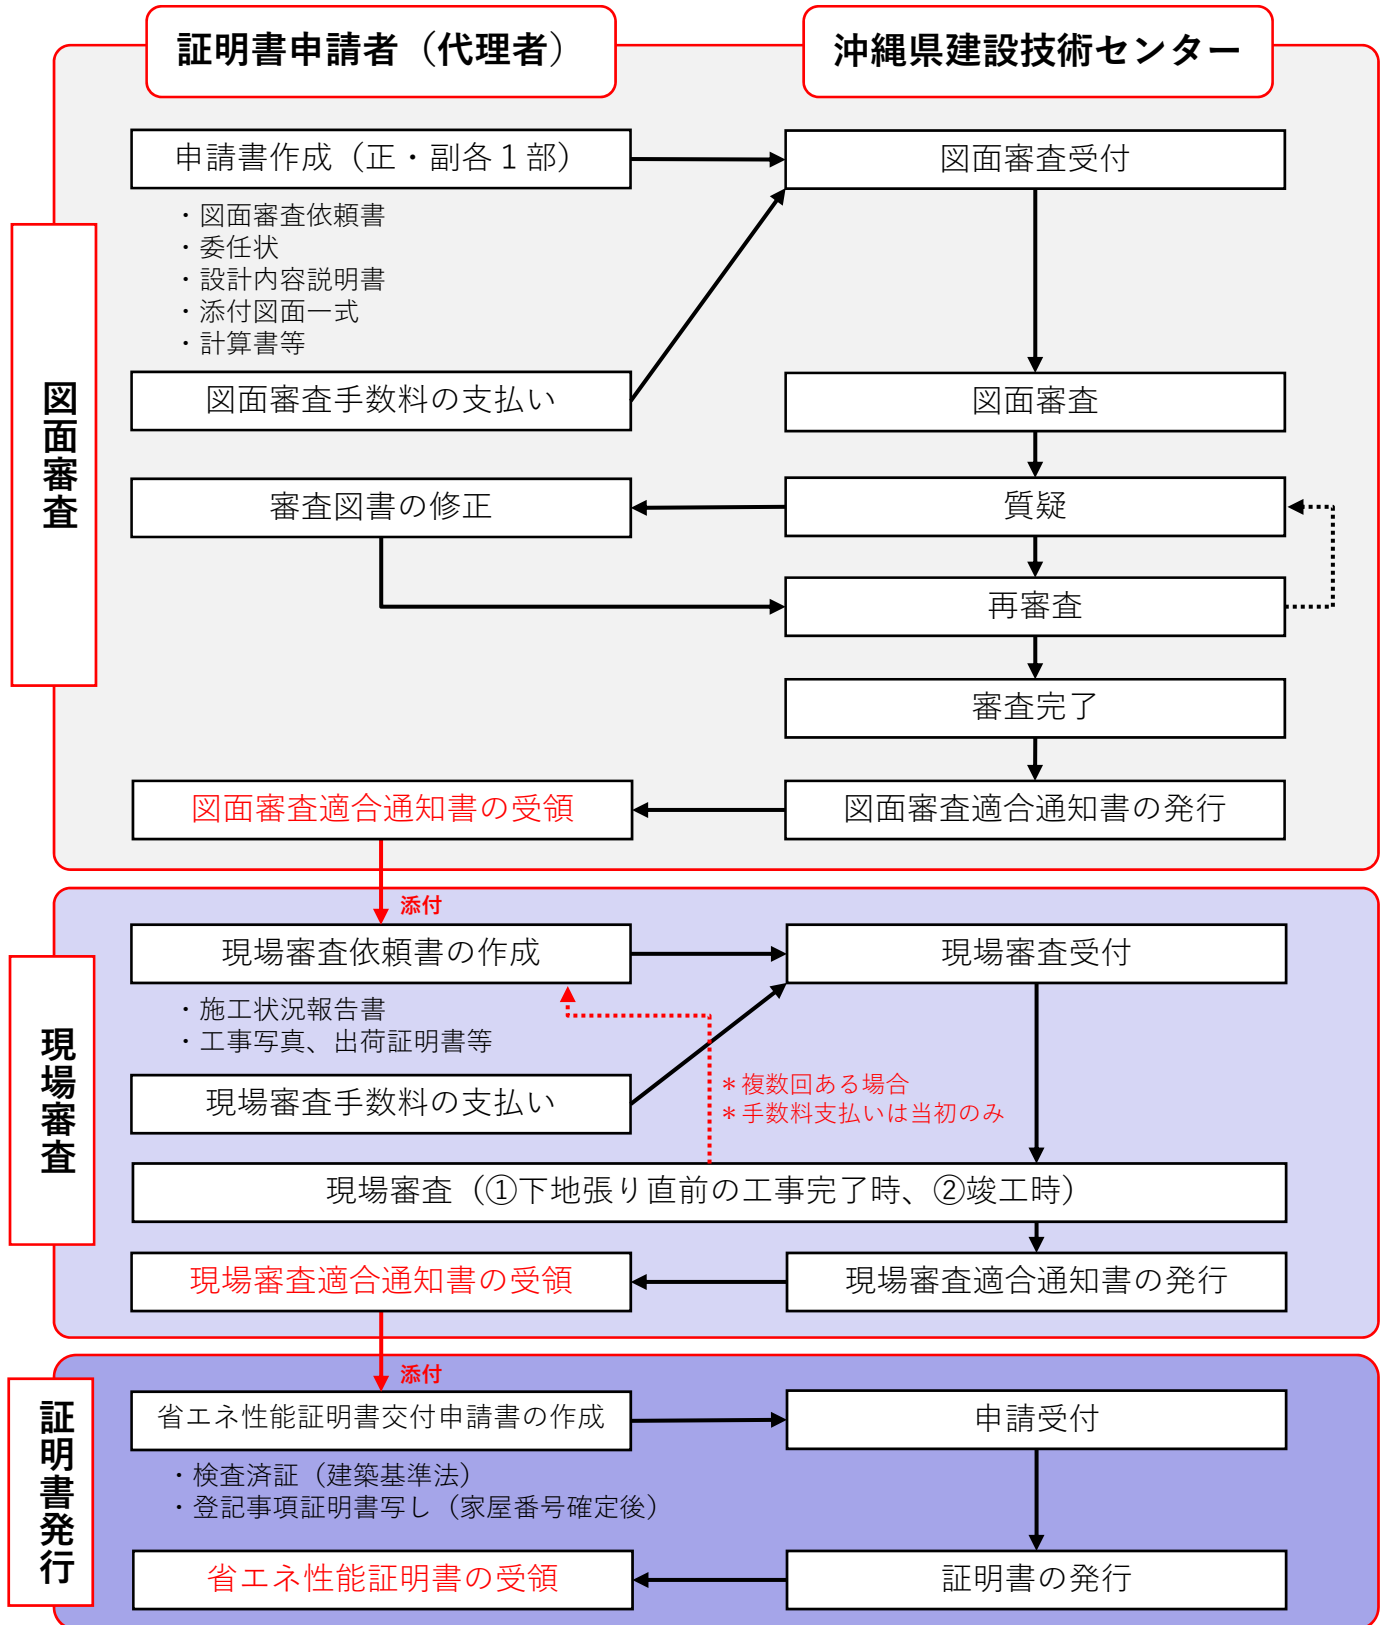 証明書申請者（代理者）
沖縄県建設技術センター
図面審査
申請書作成（正・副各１部）
図面審査受付
・図面審査依頼書
・委任状
・設計内容説明書
・添付図面一式
・計算書等
図面審査手数料の支払い
図面審査
審査図書の修正
質疑
再審査
審査完了
図面審査適合通知書の受領
図面審査適合通知書の発行
添付
現場審査
現場審査依頼書の作成
現場審査受付
・施工状況報告書
・工事写真、出荷証明書等
現場審査手数料の支払い
＊複数回ある場合
＊手数料支払いは当初のみ
現場審査（①下地張り直前の工事完了時、②竣工時）
現場審査適合通知書の受領
現場審査適合通知書の発行
添付
証明書発行
省エネ性能証明書交付申請書の作成
申請受付
・検査済証（建築基準法）
・登記事項証明書写し（家屋番号確定後）
省エネ性能証明書の受領
証明書の発行